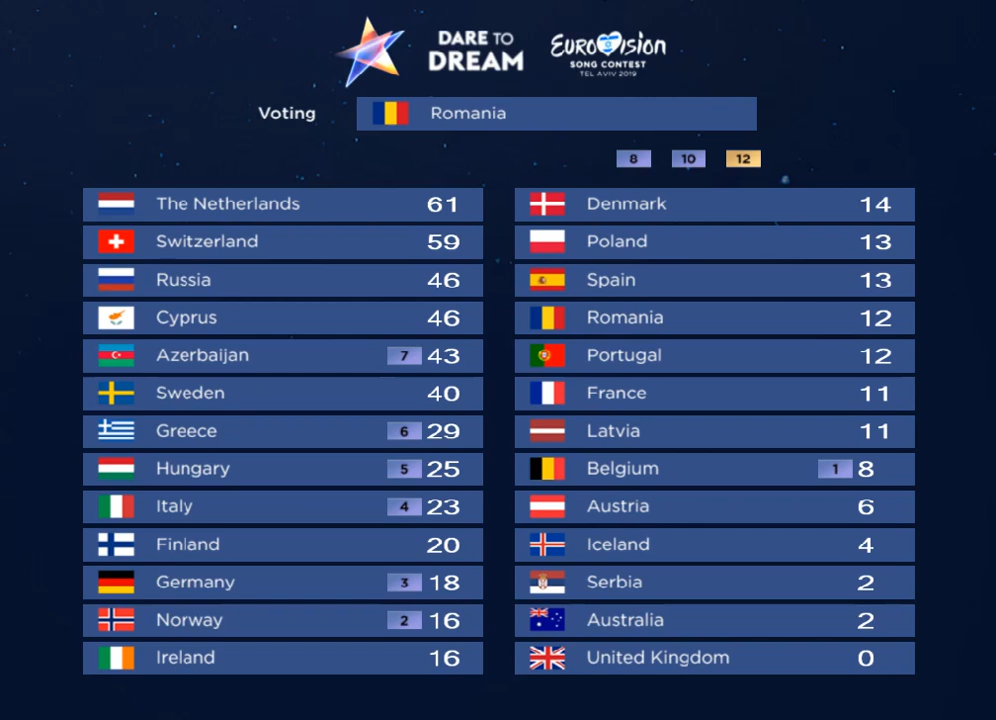 DARE TO
DREAM
EUROVISION
SONG CONTEST
TEL AVIV 2019
Voting Romania
8 10 12
The Netherlands 61
Switzerland 59
Russia 46
Cyprus 46
Azerbaijan 7 43
Sweden 40
Greece 6 29
Hungary 5 25
Italy 4 23
Finland 20
Germany 3 18
Norway 2 16
Ireland 16
Denmark 14
Poland 13
Spain 13
Romania 12
Portugal 12
France 11
Latvia 11
Belgium 1 8
Austria 6
Iceland 4
Serbia 2
Australia 2
United Kingdom 0